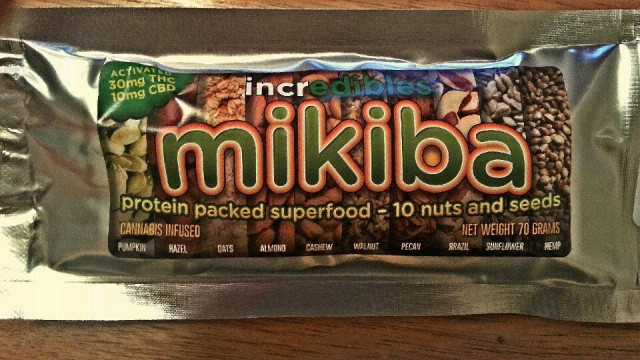 ACTIVATED
30mg THC
10mg CBD
incredibles
mikiba
protein packed superfood - 10 nuts and seeds
CANNABIS INFUSED
NET WEIGHT 70 GRAMS
PUMPKIN HAZEL OATS ALMOND CASHEW WALNUT PECAN BRAZIL SUNFLOWER HEMP